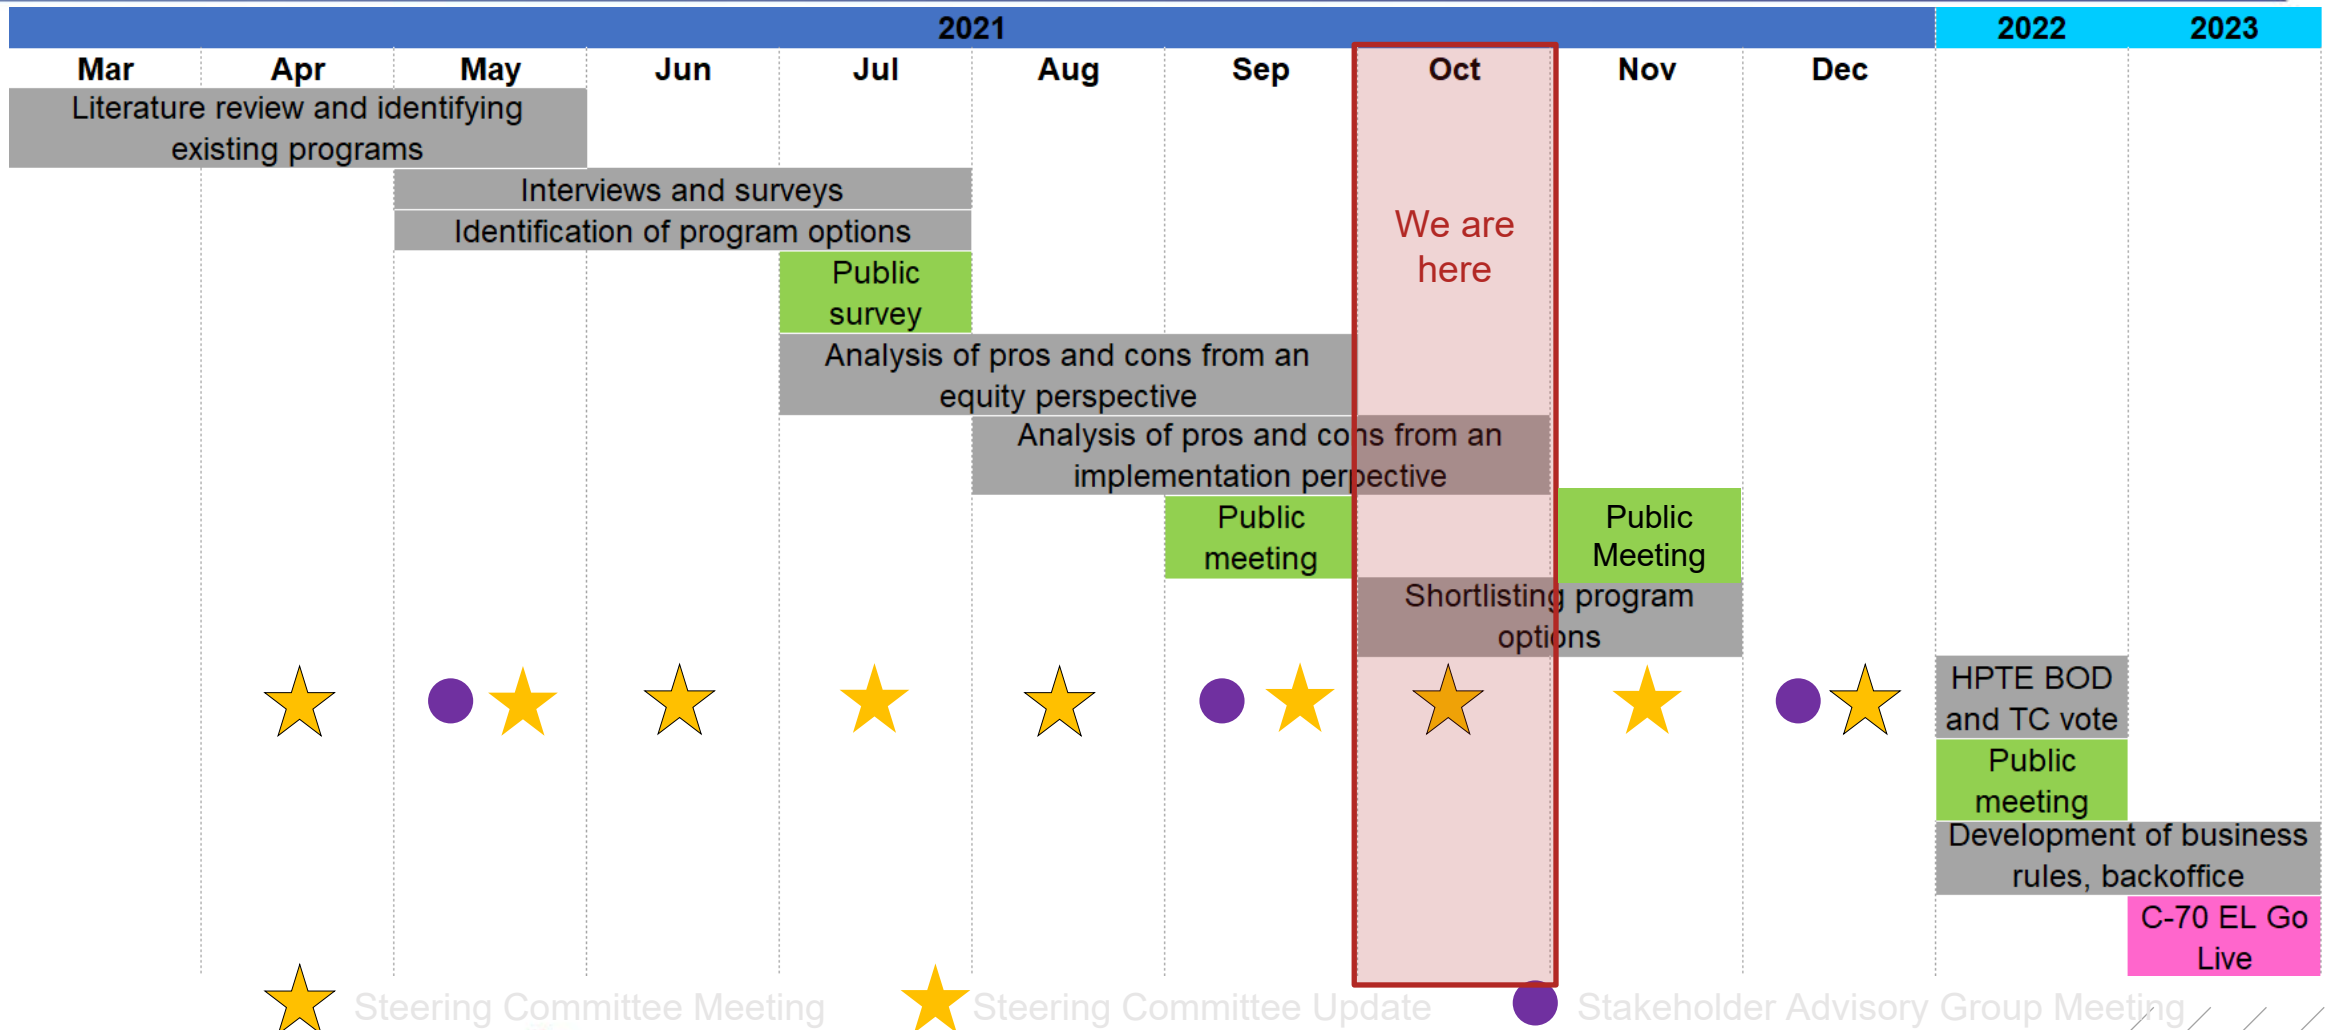 2021 2022 2023
Mar Apr May Jun Jul Aug Sep Oct Nov Dec
Literature review and identifying
existing programs
Interviews and surveys
Identification of program options
We are
here
Public
survey
Analysis of pros and cons from an
equity perspective
Analysis of pros and cons from an
implementation perpective
Public
meeting
Public
Meeting
Shortlisting program
options
HPTE BOD
and TC vote
Public
meeting
Development of business
rules, backoffice
C-70 EL Go
Live
Steering Committee Meeting
Steering Committee Update
Stakeholder Advisory Group Meeting